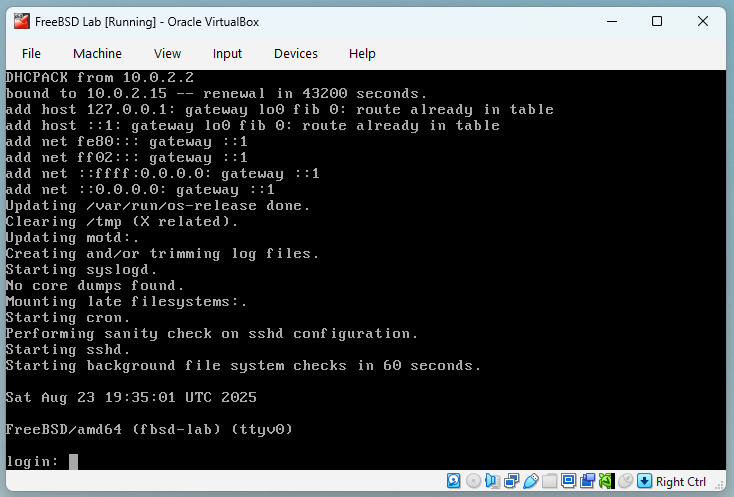 FreeBSD Lab [Running] - Oracle VirtualBox
File Machine View Input Devices Help
DHCPACK from 10.0.2.2
bound to 10.0.2.15 -- renewal in 43200 seconds.
add host 127.0.0.1: gateway lo0 fib 0: route already in table
add host ::1: gateway lo0 fib 0: route already in table
add net fe80::: gateway ::1
add net ff02::: gateway ::1
add net ::ffff:0.0.0.0: gateway ::1
add net ::0.0.0.0: gateway ::1
Updating /var/run/os-release done.
Clearing /tmp (X related).
Updating motd:.
Creating and/or trimming log files.
Starting syslogd.
No core dumps found.
Mounting late filesystems:.
Starting cron.
Performing sanity check on sshd configuration.
Starting sshd.
Starting background file system checks in 60 seconds.
Sat Aug 23 19:35:01 UTC 2025
FreeBSD/amd64 (fbsd-lab) (ttyv0)
login:
Right Ctrl